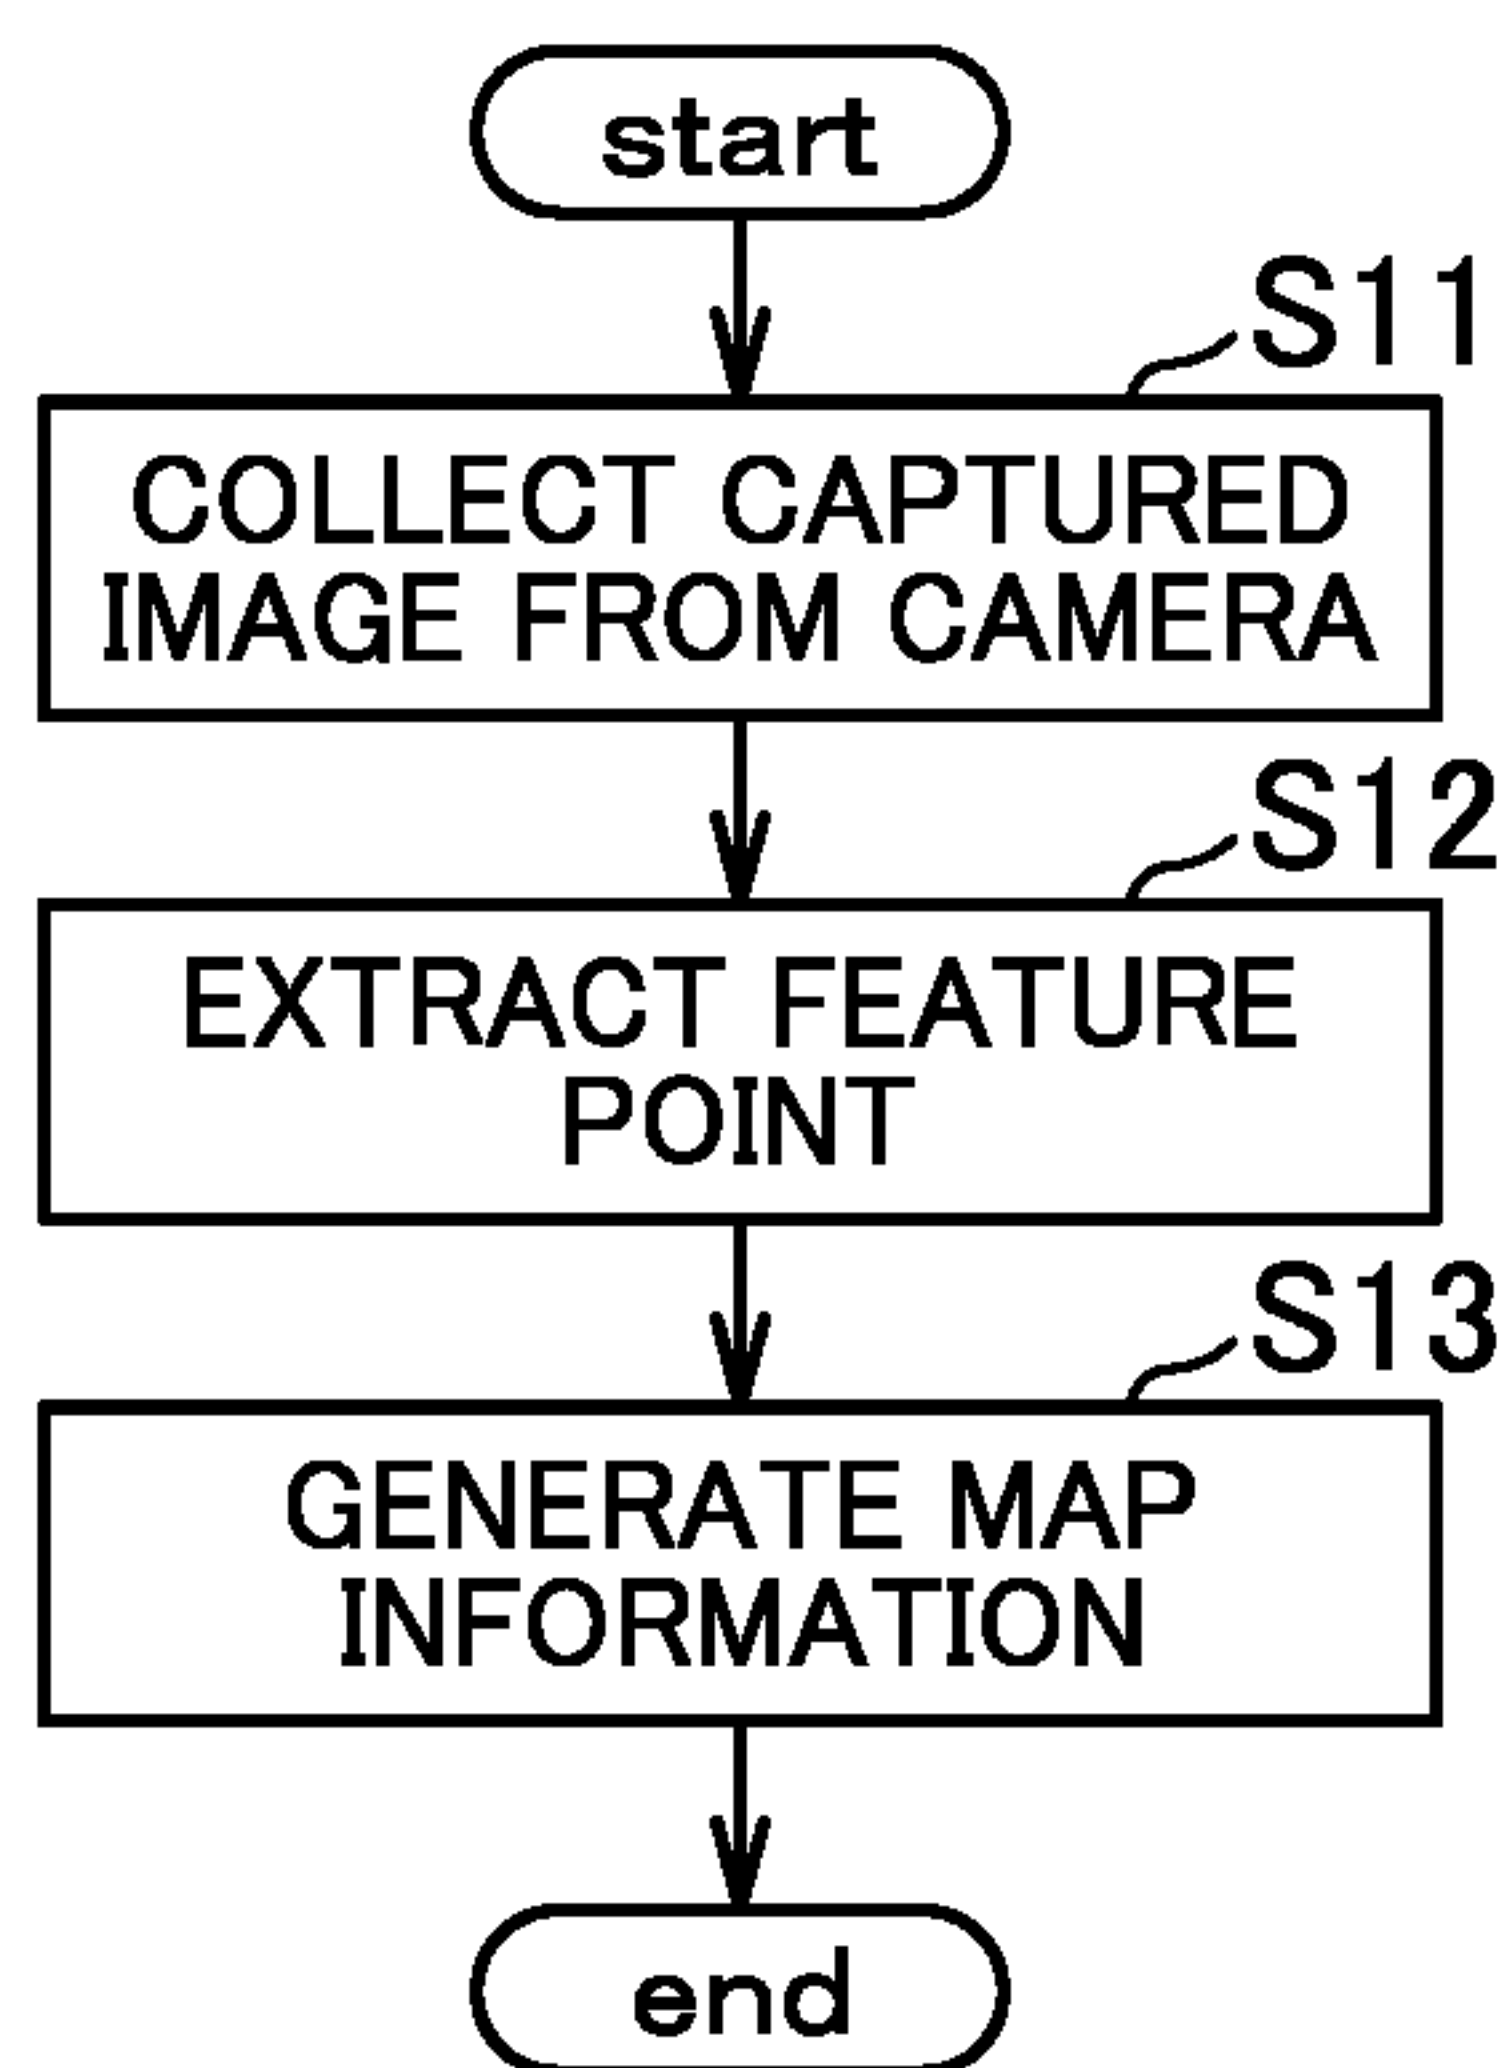 start
S11
COLLECT CAPTURED
IMAGE FROM CAMERA
S12
EXTRACT FEATURE
POINT
S13
GENERATE MAP
INFORMATION
end